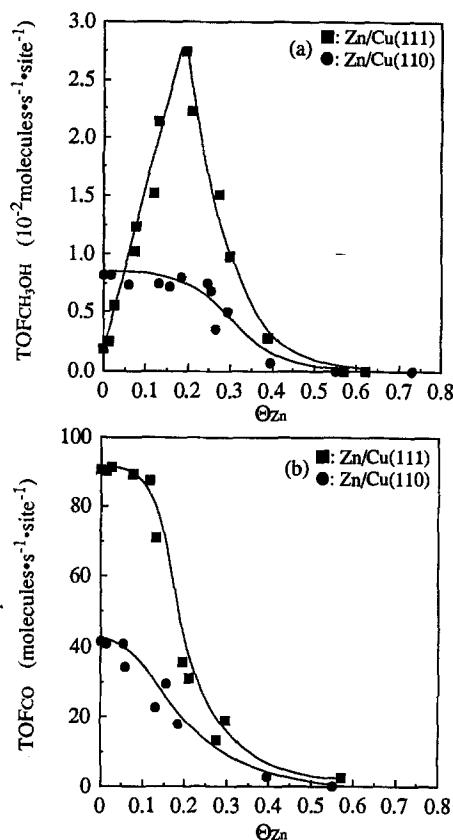 (a)
■: Zn/Cu(111)
●: Zn/Cu(110)
TOFCH3OH (10-2molecules•s-1•site-1)
3.0
2.5
2.0
1.5
1.0
0.5
0.0
0 0.1 0.2 0.3 0.4 0.5 0.6 0.7 0.8
ΘZn
(b)
■: Zn/Cu(111)
●: Zn/Cu(110)
TOFCO (molecules•s-1•site-1)
100
80
60
40
20
0
0 0.1 0.2 0.3 0.4 0.5 0.6 0.7 0.8
ΘZn